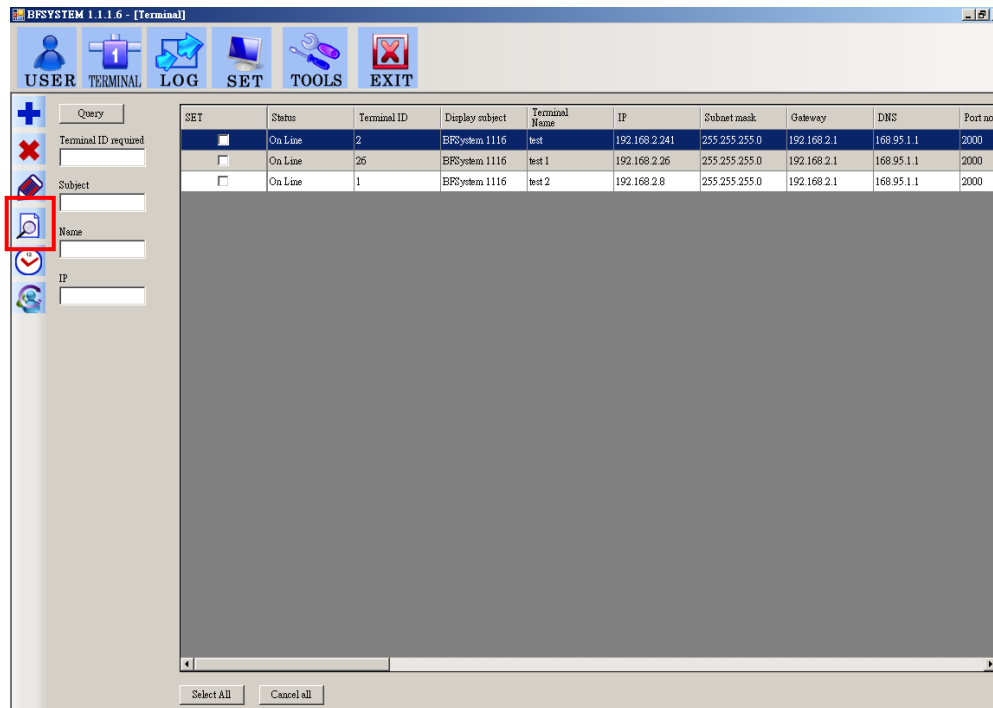 BFSYSTEM 1.1.1.6 - [Terminal]
USER TERMINAL 1 LOG SET TOOLS EXIT
Query
Terminal ID required
Subject
Name
IP
SET Status Terminal ID Display subject Terminal Name IP Subnet mask Gateway DNS Port no
On Line 2 BFSystem 1116 test 192.168.2.241 255.255.255.0 192.168.2.1 168.95.1.1 2000
On Line 26 BFSystem 1116 test 1 192.168.2.26 255.255.255.0 192.168.2.1 168.95.1.1 2000
On Line 1 BFSystem 1116 test 2 192.168.2.8 255.255.255.0 192.168.2.1 168.95.1.1 2000
12
Select All Cancel all